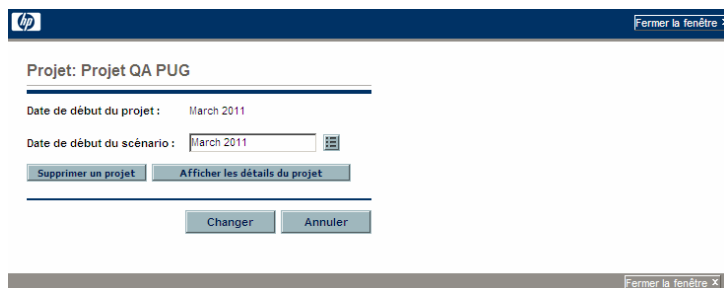 hp
Fermer la fenêtre
Projet: Projet QA PUG
Date de début du projet : March 2011
Date de début du scénario : March 2011
Supprimer un projet Afficher les détails du projet
Changer Annuler
Fermer la fenêtre X